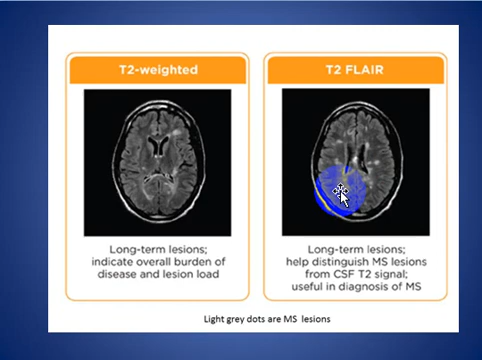 T2-weighted
Long-term lesions;
indicate overall burden of
disease and lesion load
T2 FLAIR
Long-term lesions;
help distinguish MS lesions
from CSF T2 signal;
useful in diagnosis of MS
Light grey dots are MS lesions